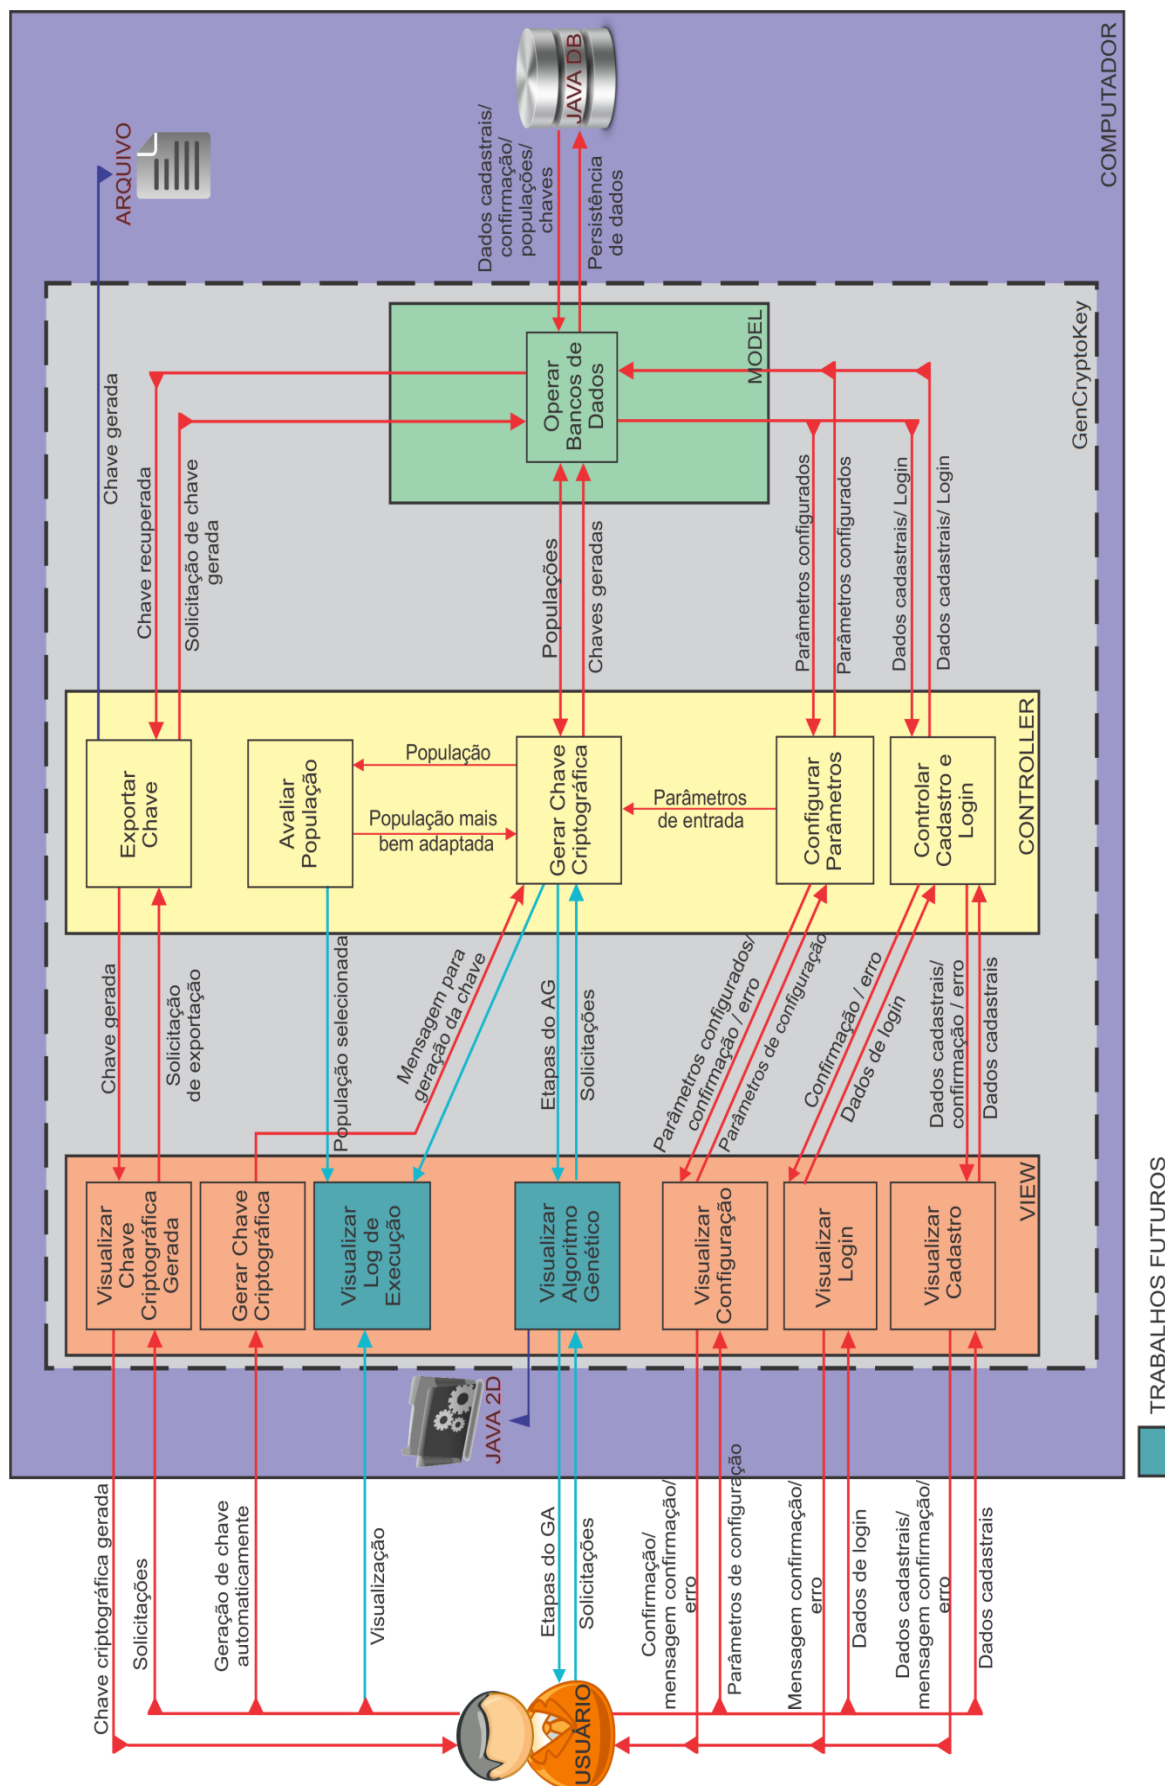 COMPUTADOR
ARQUIVO
JAVA DB
Dados cadastrais/
confirmação/
populações/
chaves
Persistência
de dados
GenCryptoKey
MODEL
Operar
Bancos de
Dados
Chave gerada
Chave recuperada
Solicitação de chave
gerada
Populações
Chaves geradas
Parâmetros configurados
Parâmetros configurados
Dados cadastrais/ Login
Dados cadastrais/ Login
CONTROLLER
Exportar
Chave
Avaliar
População
População
População mais
bem adaptada
Gerar Chave
Criptográfica
Parâmetros
de entrada
Configurar
Parâmetros
Controlar
Cadastro e
Login
Chave gerada
Solicitação
de exportação
População selecionada
Mensagem para
geração da chave
Etapas do AG
Solicitações
Parâmetros configurados/
confirmação / erro
Parâmetros de configuração
Confirmação / erro
Dados de login
Dados cadastrais/
confirmação / erro
Dados cadastrais
VIEW
Visualizar
Chave
Criptográfica
Gerada
Gerar Chave
Criptográfica
Visualizar
Log de
Execução
Visualizar
Algoritmo
Genético
Visualizar
Configuração
Visualizar
Login
Visualizar
Cadastro
JAVA 2D
Chave criptográfica gerada
Solicitações
Geração de chave
automaticamente
Visualização
Etapas do GA
Solicitações
Confirmação/
mensagem confirmação/
erro
Parâmetros de configuração
Mensagem confirmação/
erro
Dados de login
Dados cadastrais/
mensagem confirmação/
erro
Dados cadastrais
USUÁRIO
TRABALHOS FUTUROS